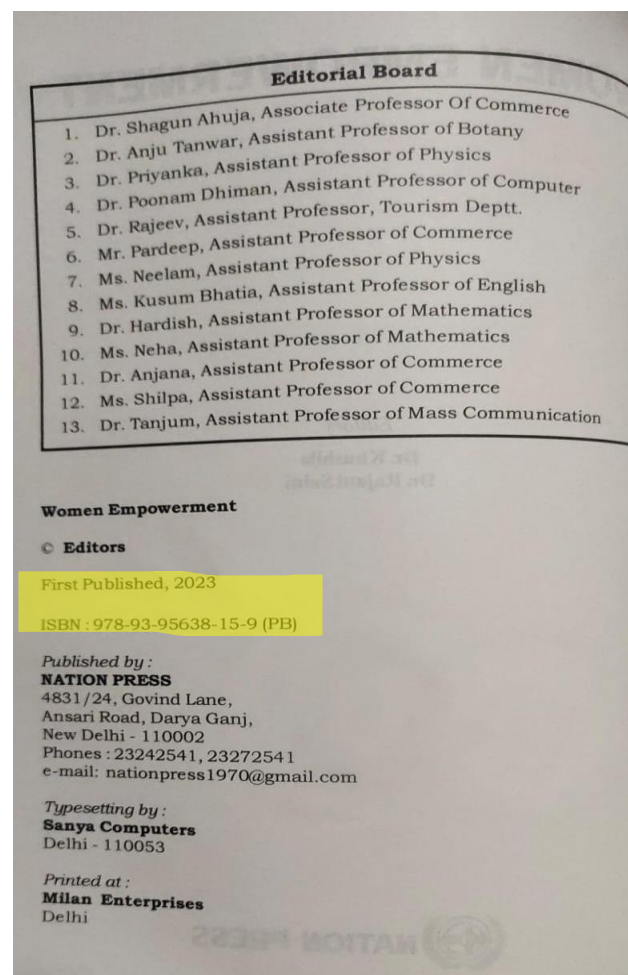 Editorial Board
1. Dr. Shagun Ahuja, Associate Professor Of Commerce
2. Dr. Anju Tanwar, Assistant Professor of Botany
3. Dr. Priyanka, Assistant Professor of Physics
4. Dr. Poonam Dhiman, Assistant Professor of Computer
5. Dr. Rajeev, Assistant Professor, Tourism Deptt.
6. Mr. Pardeep, Assistant Professor of Commerce
7. Ms. Neelam, Assistant Professor of Physics
8. Ms. Kusum Bhatia, Assistant Professor of English
9. Dr. Hardish, Assistant Professor of Mathematics
10. Ms. Neha, Assistant Professor of Mathematics
11. Dr. Anjana, Assistant Professor of Commerce
12. Ms. Shilpa, Assistant Professor of Commerce
13. Dr. Tanjum, Assistant Professor of Mass Communication
Women Empowerment
© Editors
First Published, 2023
ISBN : 978-93-95638-15-9 (PB)
Published by :
NATION PRESS
4831/24, Govind Lane,
Ansari Road, Darya Ganj,
New Delhi - 110002
Phones : 23242541, 23272541
e-mail: nationpress1970@gmail.com
Typesetting by :
Sanya Computers
Delhi - 110053
Printed at :
Milan Enterprises
Delhi